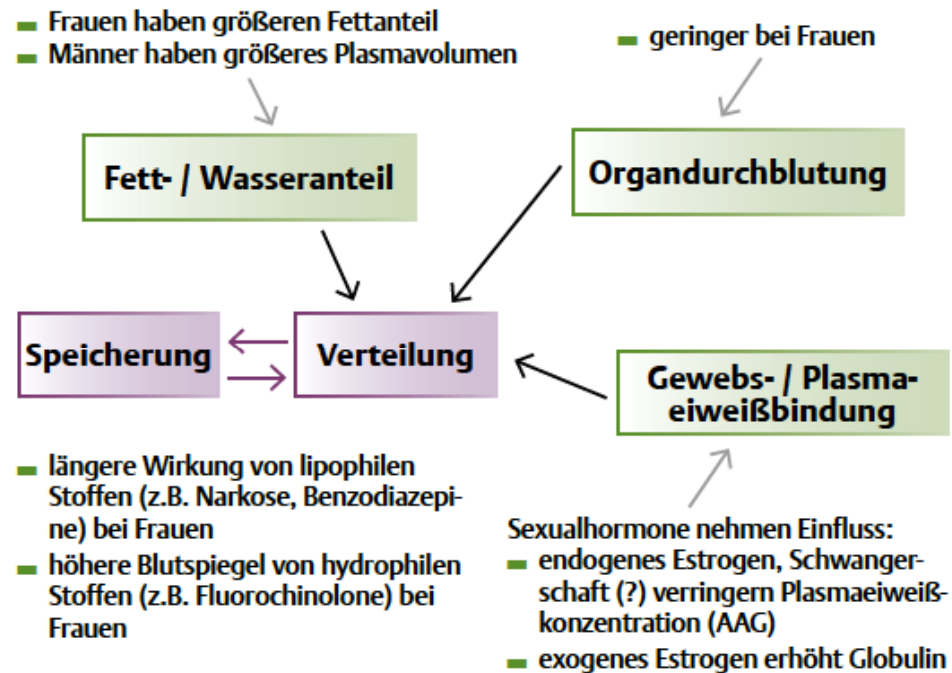 Frauen haben größeren Fettanteil
Männer haben größeres Plasmavolumen
geringer bei Frauen
Fett- / Wasseranteil
Organdurchblutung
Speicherung
Verteilung
Gewebs- / Plasma-
eiweißbindung
längere Wirkung von lipophilen
Stoffen (z.B. Narkose, Benzodiazepi-
ne) bei Frauen
höhere Blutspiegel von hydrophilen
Stoffen (z.B. Fluorochinolone) bei
Frauen
Sexualhormone nehmen Einfluss:
endogenes Estrogen, Schwanger-
schaft (?) verringern Plasmaeiweiß-
konzentration (AAG)
exogenes Estrogen erhöht Globulin